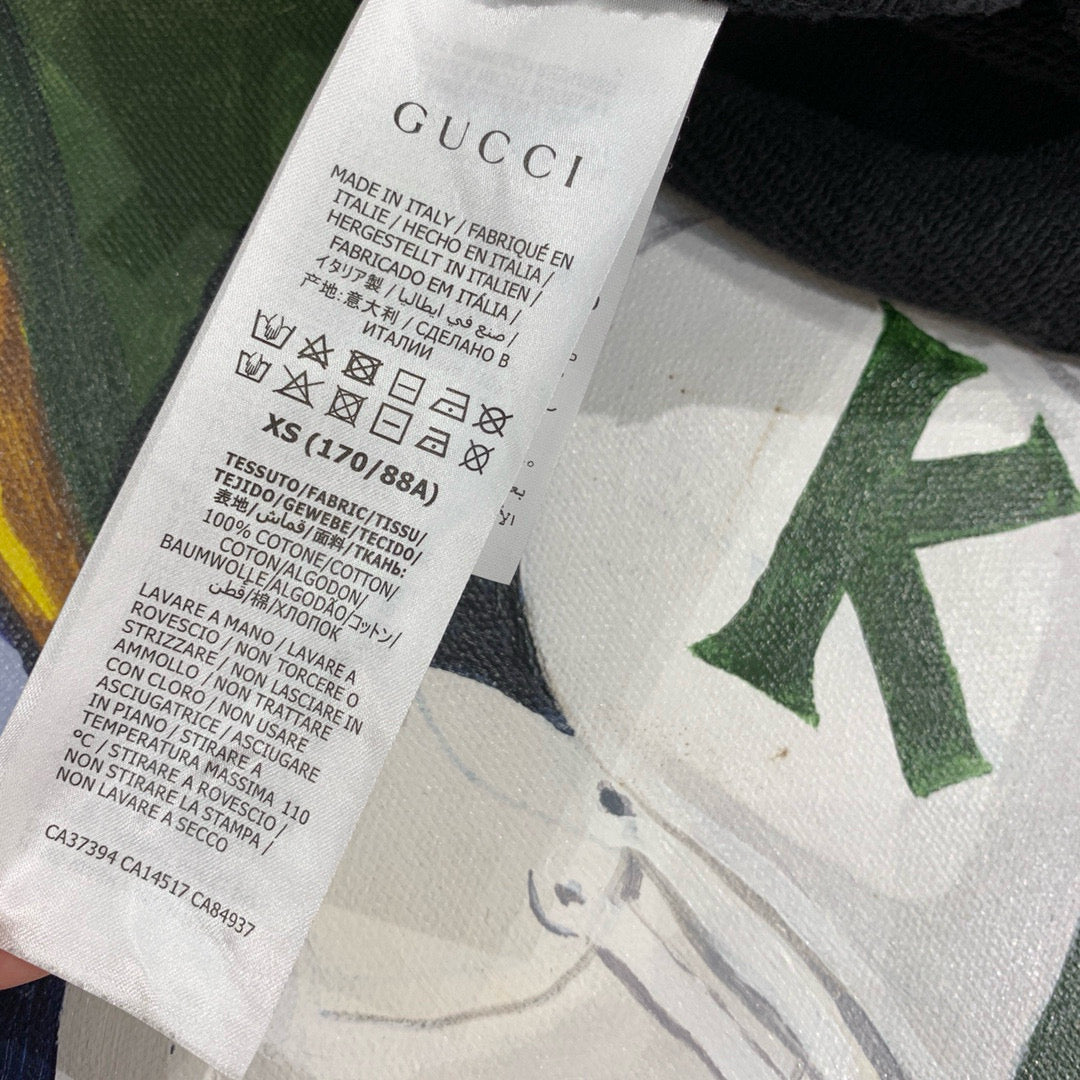 GUCCI
MADE IN ITALY / FABRIQUÉ EN
ITALIE / HECHO EN ITALIA /
HERGESTELLT IN ITALIEN /
FABRICADO EM ITÁLIA /
イタリア製 / صنع في ايطاليا /
产地: 意大利 / СДЕЛАНО В
ИТАЛИИ
XS (170/88A)
TESSUTO/FABRIC/TISSU/
TEJIDO/GEWEBE/TECIDO/
表地/قماش/面料/ТКАНЬ:
100% COTONE/COTTON/
COTON/ALGODON/
BAUMWOLLE/ALGODÃO/コットン/
قطن/棉/ХЛОПОК
LAVARE A MANO / LAVARE A
ROVESCIO / NON TORCERE O
STRIZZARE / NON LASCIARE IN
AMMOLLO / NON TRATTARE
CON CLORO / NON USARE
ASCIUGATRICE / ASCIUGARE
IN PIANO / STIRARE A
TEMPERATURA MASSIMA 110
°C / STIRARE A ROVESCIO /
NON STIRARE LA STAMPA /
NON LAVARE A SECCO
CA37394 CA14517 CA84937
K